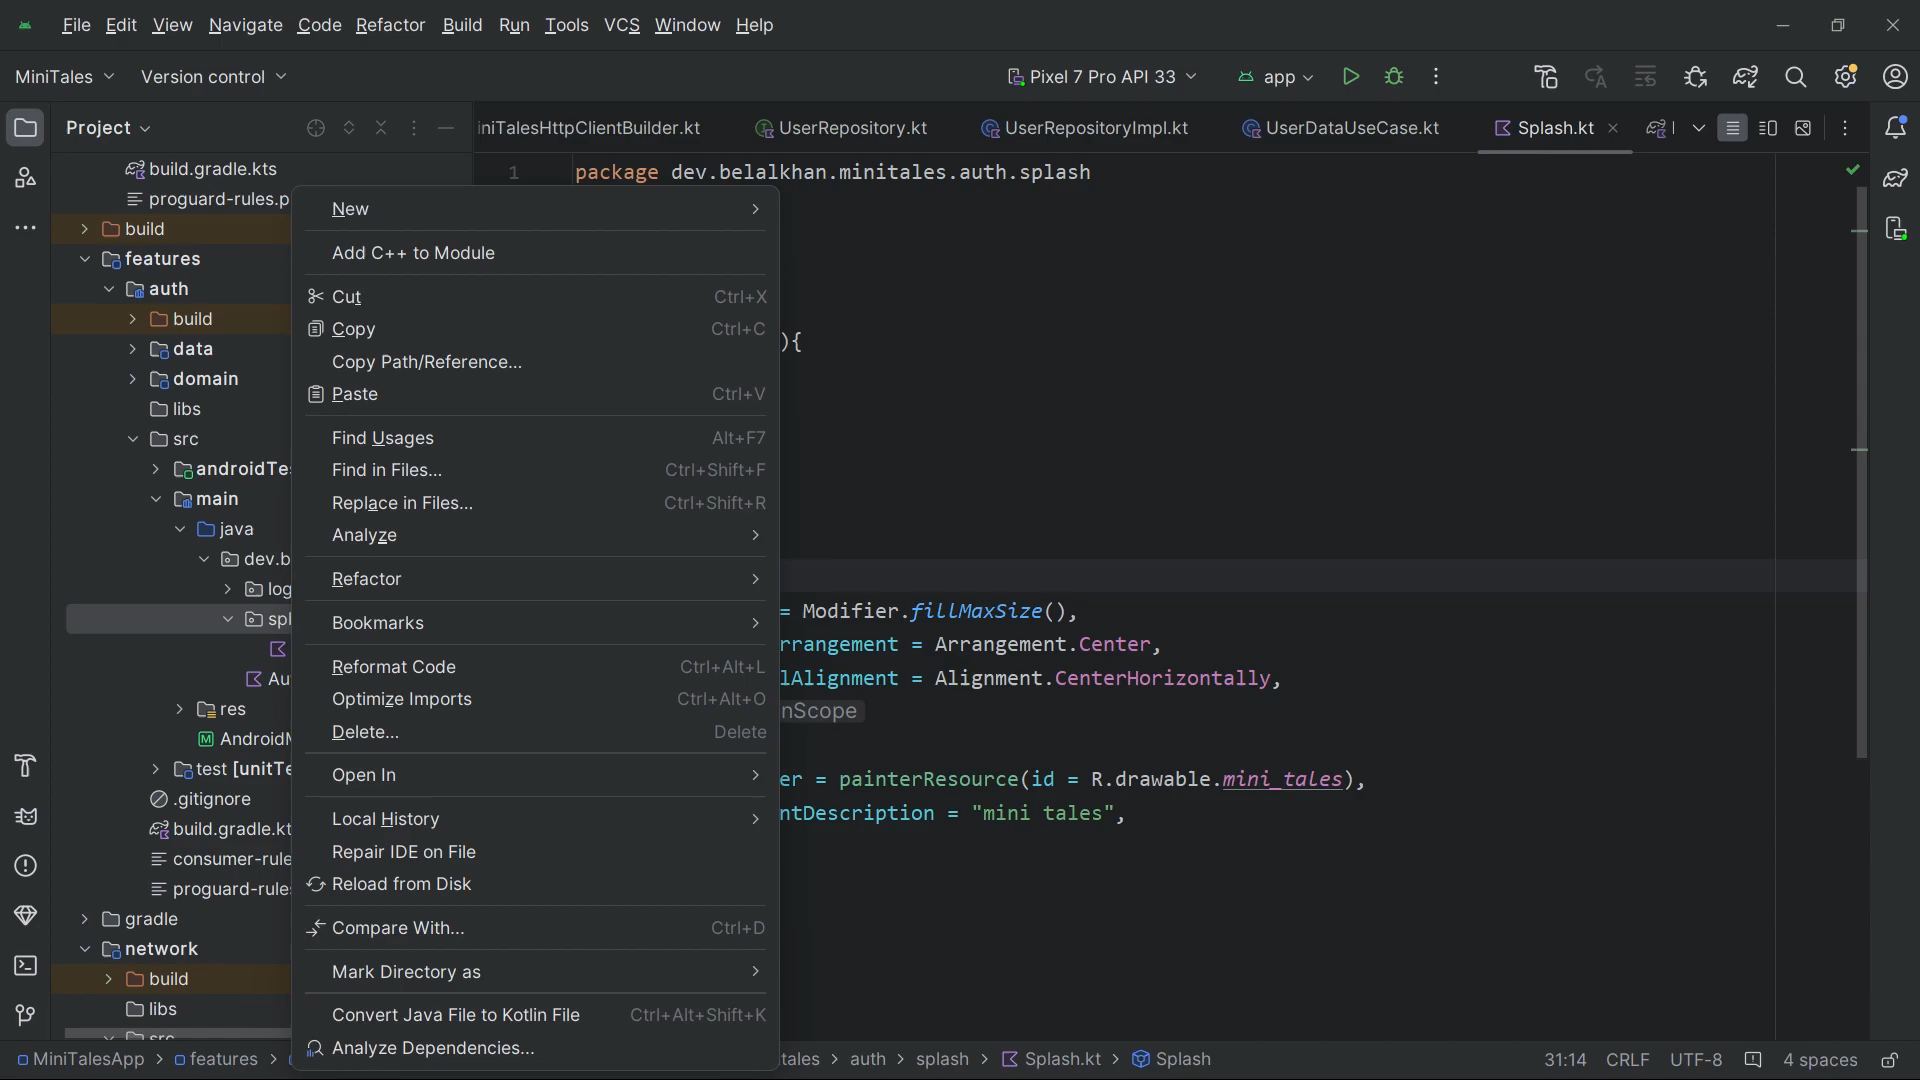 File Edit View Navigate Code Refactor Build Run Tools VCS Window Help
MiniTales Version control Pixel 7 Pro API 33 app
Project
iniTalesHttpClientBuilder.kt UserRepository.kt UserRepositoryImpl.kt UserDataUseCase.kt Splash.kt
build.gradle.kts
proguard-rules.p
build
features
auth
build
data
domain
libs
src
androidTe
main
java
dev.b
log
spl
Au
res
Android
test [unitTe
.gitignore
build.gradle.kt
consumer-rule
proguard-rule
gradle
network
build
libs
src
New
Add C++ to Module
Cut Ctrl+X
Copy Ctrl+C
Copy Path/Reference...
Paste Ctrl+V
Find Usages Alt+F7
Find in Files... Ctrl+Shift+F
Replace in Files... Ctrl+Shift+R
Analyze
Refactor
Bookmarks
Reformat Code Ctrl+Alt+L
Optimize Imports Ctrl+Alt+O
Delete... Delete
Open In
Local History
Repair IDE on File
Reload from Disk
Compare With... Ctrl+D
Mark Directory as
Convert Java File to Kotlin File Ctrl+Alt+Shift+K
Analyze Dependencies...
1 package dev.belalkhan.minitales.auth.splash
){
= Modifier.fillMaxSize(),
rrangement = Arrangement.Center,
lAlignment = Alignment.CenterHorizontally,
nScope
er = painterResource(id = R.drawable.mini_tales),
ntDescription = "mini tales",
MiniTalesApp > features > tales > auth > splash > Splash.kt > Splash 31:14 CRLF UTF-8 4 spaces